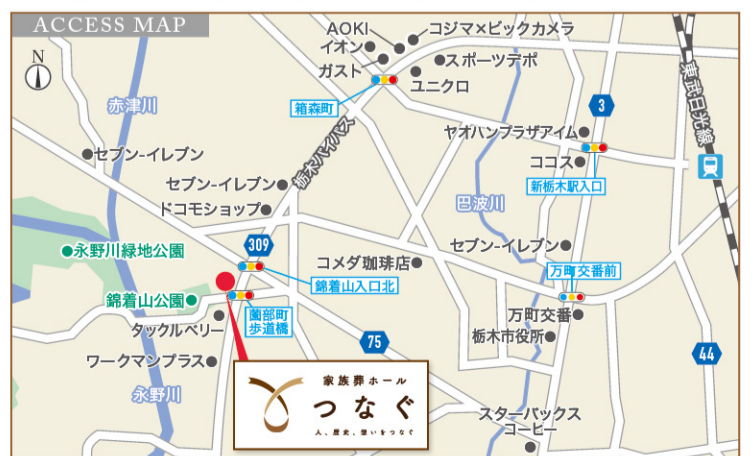 ACCESS MAP
N
AOKI
コジマ×ビックカメラ
イオン
ガスト
スポーツデポ
ユニクロ
箱森町
栃木バイパス
赤津川
東武日光線
3
ヤオハンプラザアイム
ココス
新栃木駅入口
セブン-イレブン
セブン-イレブン
ドコモショップ
巴波川
永野川緑地公園
309
コメダ珈琲店
セブン-イレブン
万町交番前
錦着山入口北
錦着山公園
薗部町
歩道橋
万町交番
栃木市役所
タックルベリー
ワークマンプラス
75
44
永野川
家族葬ホール
つなぐ
人、歴史、想いをつなぐ
スターバックス
コーヒー